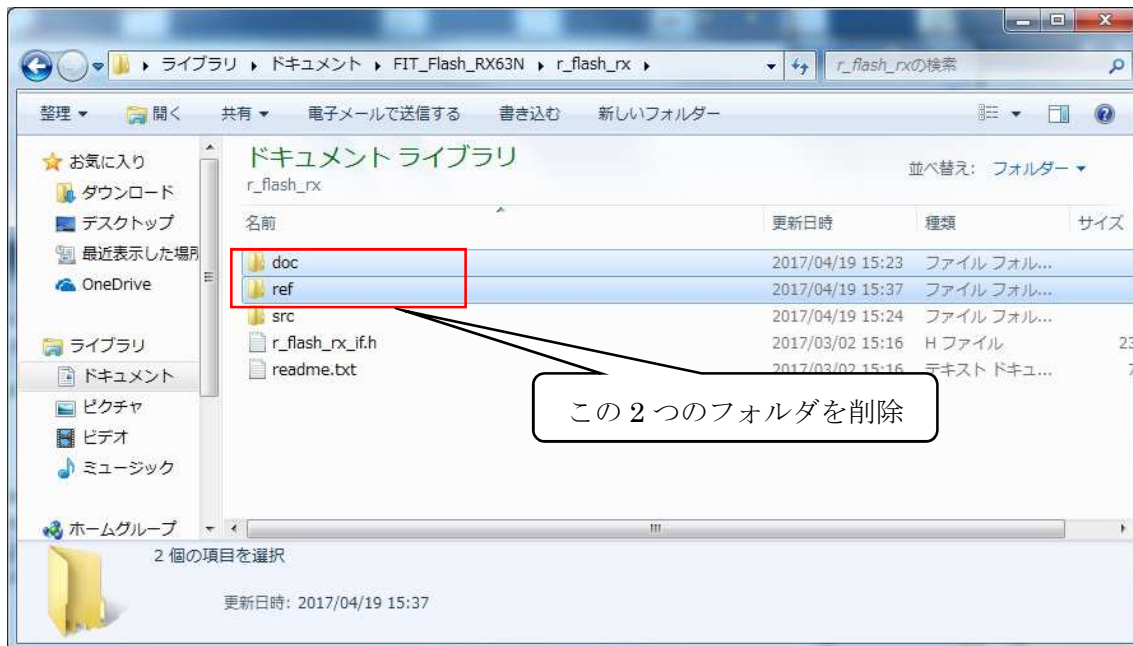 ライブラリ ▸ ドキュメント ▸ FIT_Flash_RX63N ▸ r_flash_rx ▸
r_flash_rxの検索
整理 開く 共有 電子メールで送信する 書き込む 新しいフォルダー
お気に入り
ダウンロード
デスクトップ
最近表示した場所
OneDrive
ライブラリ
ドキュメント
ピクチャ
ビデオ
ミュージック
ホームグループ
ドキュメント ライブラリ
r_flash_rx
並べ替え: フォルダー
名前 更新日時 種類 サイズ
doc 2017/04/19 15:23 ファイル フォル...
ref 2017/04/19 15:37 ファイル フォル...
src 2017/04/19 15:24 ファイル フォル...
r_flash_rx_if.h 2017/03/02 15:16 H ファイル 23
readme.txt 2017/03/02 15:16 テキスト ドキュ... 7
この 2 つのフォルダを削除
2 個の項目を選択
更新日時: 2017/04/19 15:37